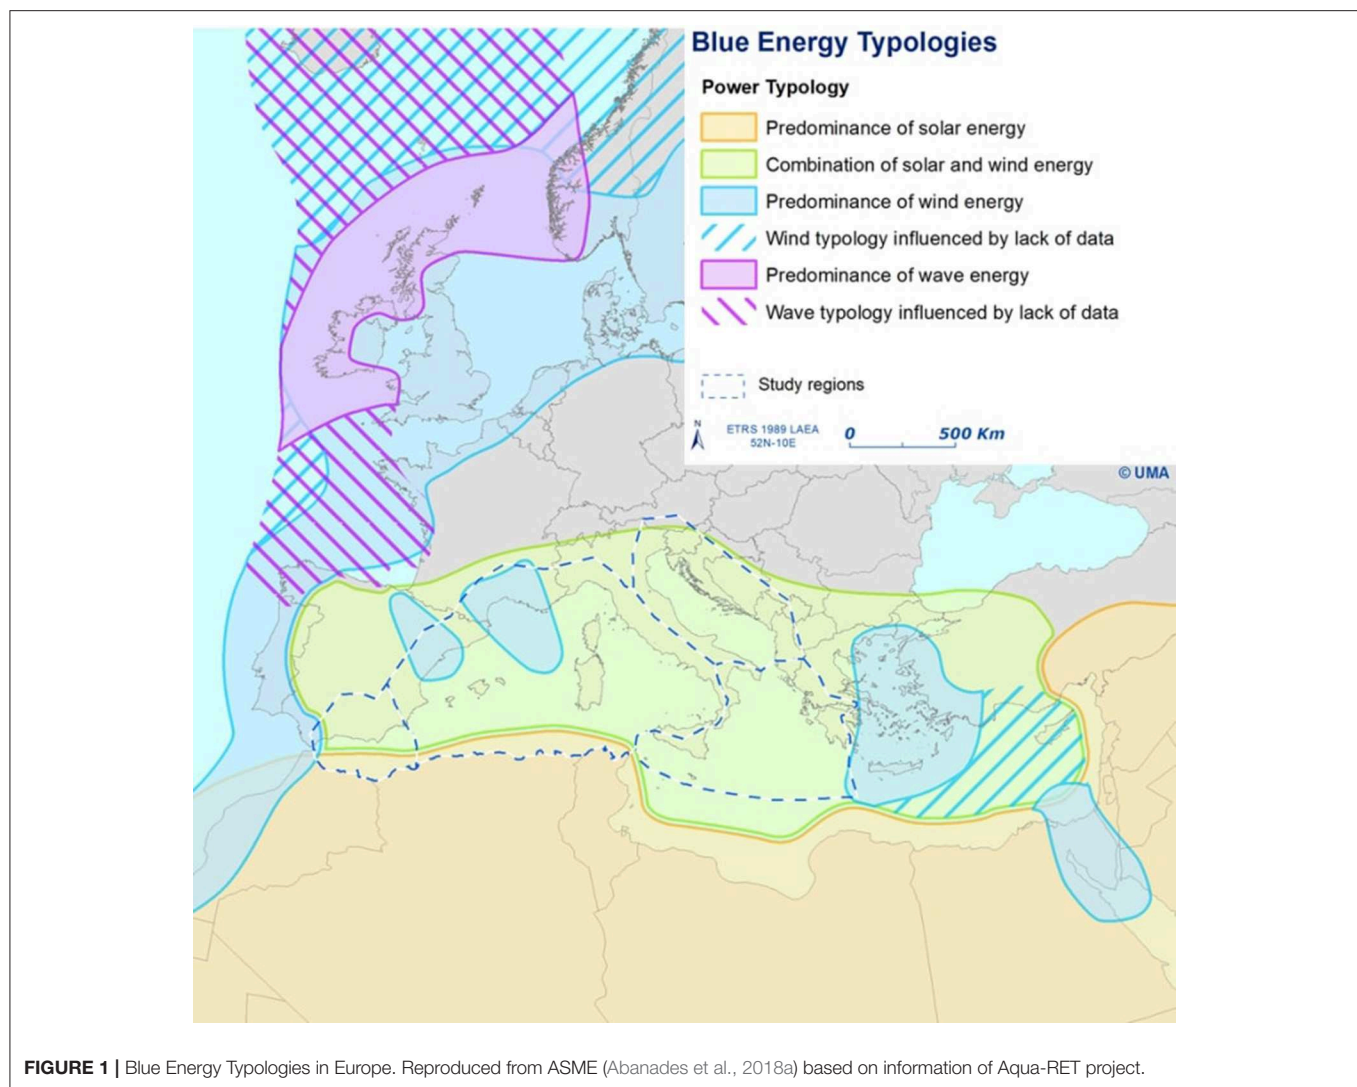 Blue Energy Typologies
Power Typology
Predominance of solar energy
Combination of solar and wind energy
Predominance of wind energy
Wind typology influenced by lack of data
Predominance of wave energy
Wave typology influenced by lack of data
Study regions
N
ETRS 1989 LAEA
52N-10E
0 500 Km
© UMA
FIGURE 1 | Blue Energy Typologies in Europe. Reproduced from ASME (Abanades et al., 2018a) based on information of Aqua-RET project.